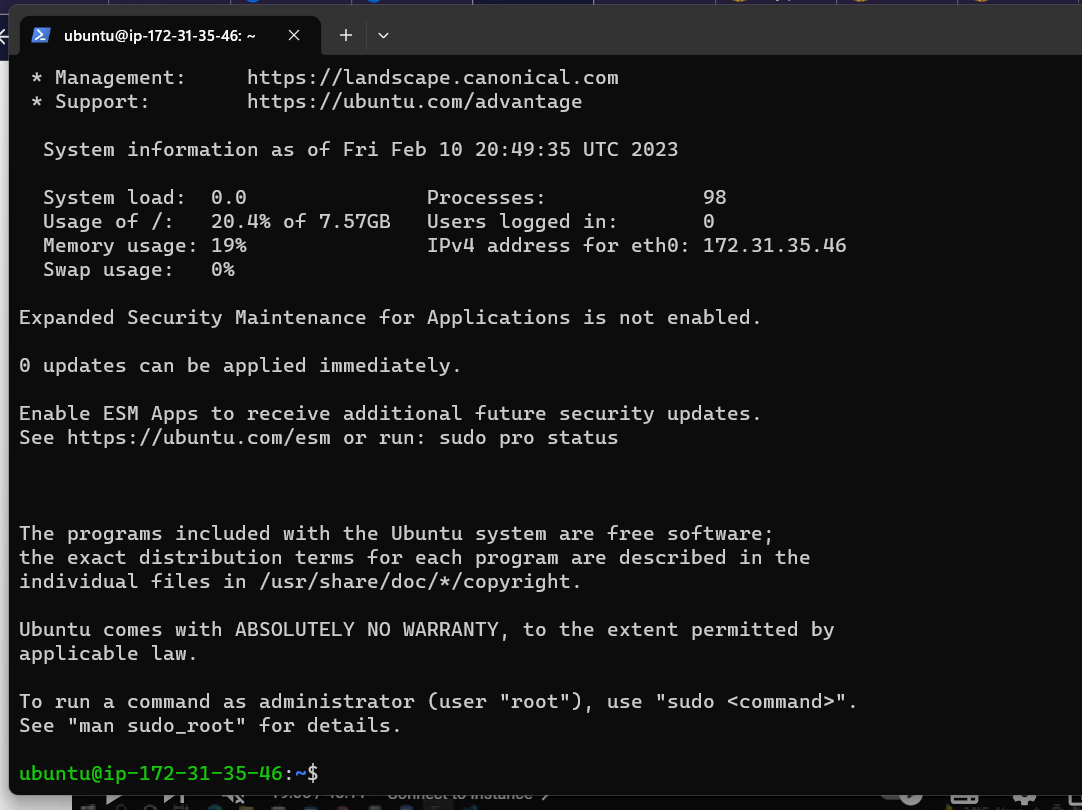 ubuntu@ip-172-31-35-46: ~
* Management:     https://landscape.canonical.com
* Support:        https://ubuntu.com/advantage
System information as of Fri Feb 10 20:49:35 UTC 2023
System load:  0.0               Processes:             98
Usage of /:   20.4% of 7.57GB   Users logged in:       0
Memory usage: 19%               IPv4 address for eth0: 172.31.35.46
Swap usage:   0%
Expanded Security Maintenance for Applications is not enabled.
0 updates can be applied immediately.
Enable ESM Apps to receive additional future security updates.
See https://ubuntu.com/esm or run: sudo pro status
The programs included with the Ubuntu system are free software;
the exact distribution terms for each program are described in the
individual files in /usr/share/doc/*/copyright.
Ubuntu comes with ABSOLUTELY NO WARRANTY, to the extent permitted by
applicable law.
To run a command as administrator (user "root"), use "sudo <command>".
See "man sudo_root" for details.
ubuntu@ip-172-31-35-46:~$
Connect to instance